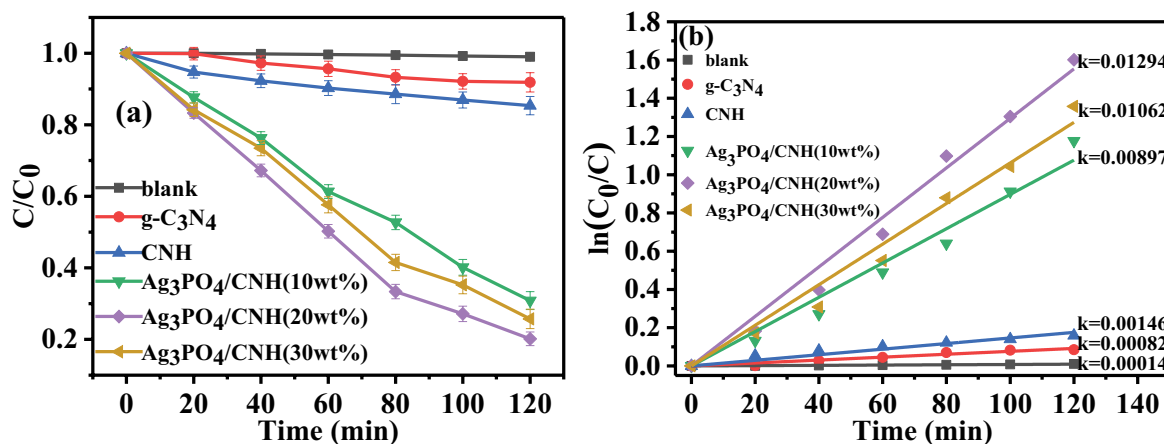 (a)
C/C₀
1.0
0.8
0.6
0.4
0.2
blank
g-C₃N₄
CNH
Ag₃PO₄/CNH(10wt%)
Ag₃PO₄/CNH(20wt%)
Ag₃PO₄/CNH(30wt%)
0 20 40 60 80 100 120
Time (min)
(b)
ln(C₀/C)
1.8
1.6
1.4
1.2
1.0
0.8
0.6
0.4
0.2
0.0
blank
g-C₃N₄
CNH
Ag₃PO₄/CNH(10wt%)
Ag₃PO₄/CNH(20wt%)
Ag₃PO₄/CNH(30wt%)
k=0.01294
k=0.01062
k=0.00897
k=0.00146
k=0.00082
k=0.00014
0 20 40 60 80 100 120 140
Time (min)